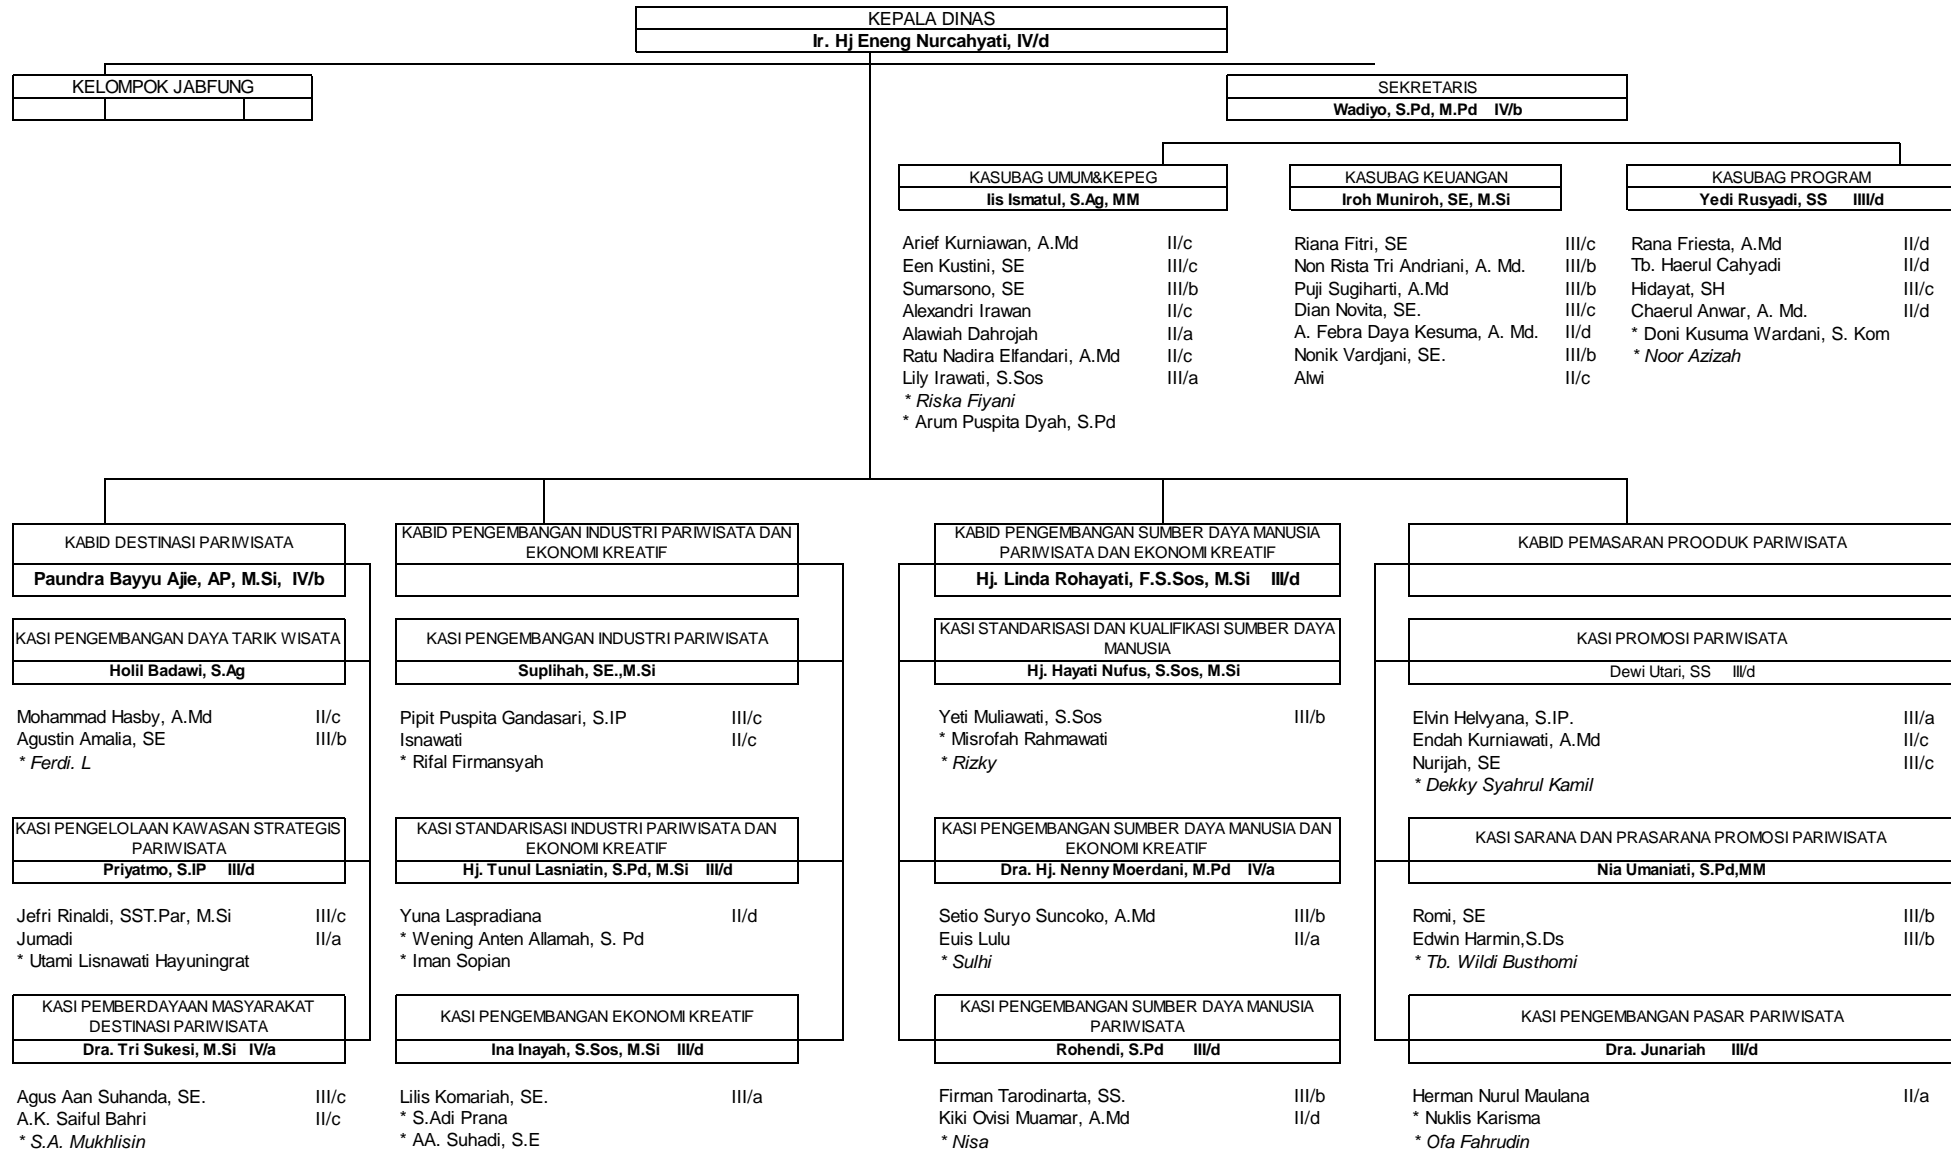 KEPALA DINAS
Ir. Hj Eneng Nurcahyati, IV/d
KELOMPOK JABFUNG
SEKRETARIS
Wadiyo, S.Pd, M.Pd IV/b
KASUBAG UMUM&KEPEG
Iis Ismatul, S.Ag, MM
Arief Kurniawan, A.Md II/c
Een Kustini, SE III/c
Sumarsono, SE III/b
Alexandri Irawan II/c
Alawiah Dahrojah II/a
Ratu Nadira Elfandari, A.Md II/c
Lily Irawati, S.Sos III/a
* Riska Fiyani
* Arum Puspita Dyah, S.Pd
KASUBAG KEUANGAN
Iroh Muniroh, SE, M.Si
Riana Fitri, SE III/c
Non Rista Tri Andriani, A. Md. III/b
Puji Sugiharti, A.Md III/b
Dian Novita, SE. III/c
A. Febra Daya Kesuma, A. Md. II/d
Nonik Vardjani, SE. III/b
Alwi II/c
KASUBAG PROGRAM
Yedi Rusyadi, SS IIII/d
Rana Friesta, A.Md II/d
Tb. Haerul Cahyadi II/d
Hidayat, SH III/c
Chaerul Anwar, A. Md. II/d
* Doni Kusuma Wardani, S. Kom
* Noor Azizah
KABID DESTINASI PARIWISATA
Paundra Bayyu Ajie, AP, M.Si, IV/b
KASI PENGEMBANGAN DAYA TARIK WISATA
Holil Badawi, S.Ag
Mohammad Hasby, A.Md II/c
Agustin Amalia, SE III/b
* Ferdi. L
KASI PENGELOLAAN KAWASAN STRATEGIS
PARIWISATA
Priyatmo, S.IP III/d
Jefri Rinaldi, SST.Par, M.Si III/c
Jumadi II/a
* Utami Lisnawati Hayuningrat
KASI PEMBERDAYAAN MASYARAKAT
DESTINASI PARIWISATA
Dra. Tri Sukesi, M.Si IV/a
Agus Aan Suhanda, SE. III/c
A.K. Saiful Bahri II/c
* S.A. Mukhlisin
KABID PENGEMBANGAN INDUSTRI PARIWISATA DAN
EKONOMI KREATIF
KASI PENGEMBANGAN INDUSTRI PARIWISATA
Suplihah, SE.,M.Si
Pipit Puspita Gandasari, S.IP III/c
Isnawati II/c
* Rifal Firmansyah
KASI STANDARISASI INDUSTRI PARIWISATA DAN
EKONOMI KREATIF
Hj. Tunul Lasniatin, S.Pd, M.Si III/d
Yuna Laspradiana II/d
* Wening Anten Allamah, S. Pd
* Iman Sopian
KASI PENGEMBANGAN EKONOMI KREATIF
Ina Inayah, S.Sos, M.Si III/d
Lilis Komariah, SE. III/a
* S.Adi Prana
* AA. Suhadi, S.E
KABID PENGEMBANGAN SUMBER DAYA MANUSIA
PARIWISATA DAN EKONOMI KREATIF
Hj. Linda Rohayati, F.S.Sos, M.Si III/d
KASI STANDARISASI DAN KUALIFIKASI SUMBER DAYA
MANUSIA
Hj. Hayati Nufus, S.Sos, M.Si
Yeti Muliawati, S.Sos III/b
* Misrofah Rahmawati
* Rizky
KASI PENGEMBANGAN SUMBER DAYA MANUSIA DAN
EKONOMI KREATIF
Dra. Hj. Nenny Moerdani, M.Pd IV/a
Setio Suryo Suncoko, A.Md III/b
Euis Lulu II/a
* Sulhi
KASI PENGEMBANGAN SUMBER DAYA MANUSIA
PARIWISATA
Rohendi, S.Pd III/d
Firman Tarodinarta, SS. III/b
Kiki Ovisi Muamar, A.Md II/d
* Nisa
KABID PEMASARAN PROODUK PARIWISATA
KASI PROMOSI PARIWISATA
Dewi Utari, SS III/d
Elvin Helvyana, S.IP. III/a
Endah Kurniawati, A.Md II/c
Nurijah, SE III/c
* Dekky Syahrul Kamil
KASI SARANA DAN PRASARANA PROMOSI PARIWISATA
Nia Umaniati, S.Pd,MM
Romi, SE III/b
Edwin Harmin,S.Ds III/b
* Tb. Wildi Busthomi
KASI PENGEMBANGAN PASAR PARIWISATA
Dra. Junariah III/d
Herman Nurul Maulana II/a
* Nuklis Karisma
* Ofa Fahrudin